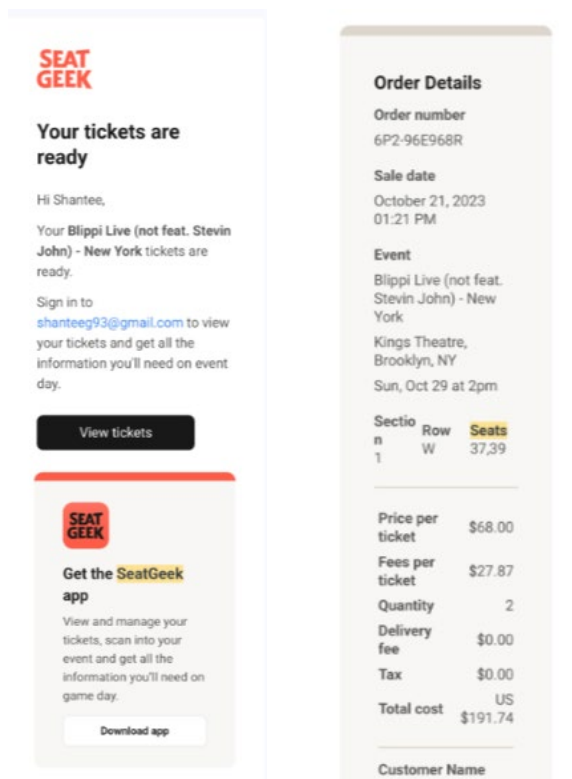 SEAT
GEEK
Your tickets are
ready
Hi Shantee,
Your Blippi Live (not feat. Stevin
John) - New York tickets are
ready.
Sign in to
shanteeg93@gmail.com to view
your tickets and get all the
information you'll need on event
day.
View tickets
SEAT
GEEK
Get the SeatGeek
app
View and manage your
tickets, scan into your
event and get all the
information you'll need on
game day.
Download app
Order Details
Order number
6P2-96E968R
Sale date
October 21, 2023
01:21 PM
Event
Blippi Live (not feat.
Stevin John) - New
York
Kings Theatre,
Brooklyn, NY
Sun, Oct 29 at 2pm
Sectio
n Row Seats
1 W 37,39
Price per
ticket $68.00
Fees per
ticket $27.87
Quantity 2
Delivery
fee $0.00
Tax $0.00
Total cost US
$191.74
Customer Name